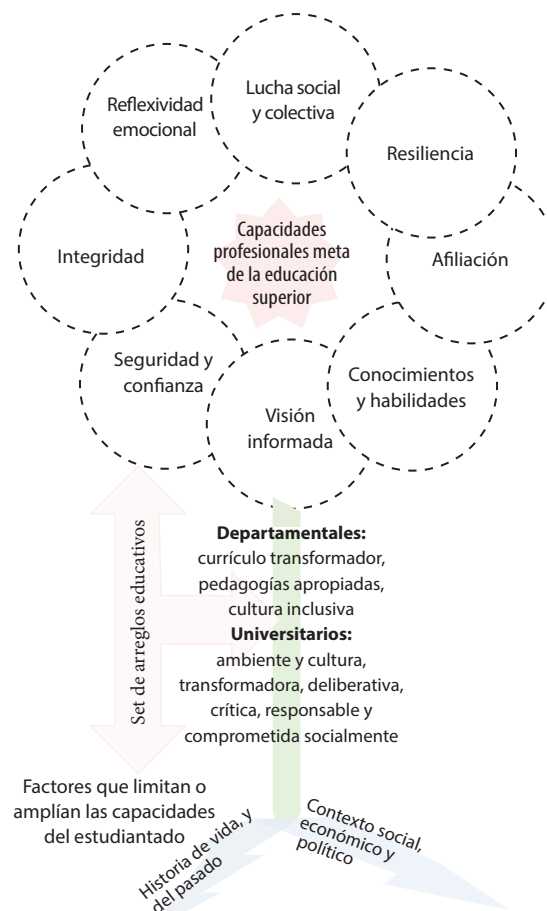 Lucha social
y colectiva
Reflexividad
emocional
Resiliencia
Capacidades
profesionales meta
de la educación
superior
Integridad
Afiliación
Seguridad y
confianza
Conocimientos
y habilidades
Visión
informada
Set de arreglos educativos
Departamentales:
currículo transformador,
pedagogías apropiadas,
cultura inclusiva
Universitarios:
ambiente y cultura,
transformadora, deliberativa,
crítica, responsable y
comprometida socialmente
Factores que limitan o
amplían las capacidades
del estudiantado
Historia de vida, y
del pasado
Contexto social,
económico y
político